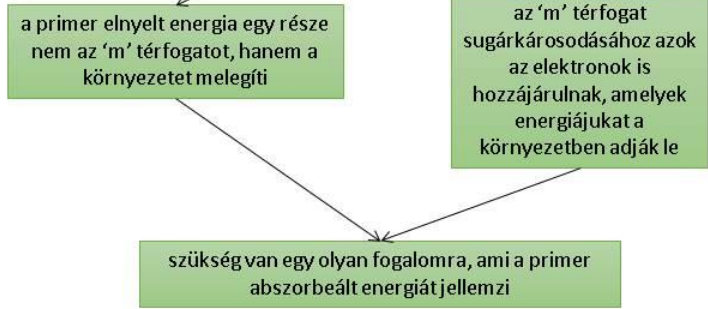 a primer elnyelt energia egy része
nem az ‘m’ térfogatot, hanem a
környezetet melegíti
az ‘m’ térfogat
sugárkárosodásához azok
az elektronok is
hozzájárulnak, amelyek
energiájukat a
környezetben adják le
szükség van egy olyan fogalomra, ami a primer
abszorbeált energiát jellemzi